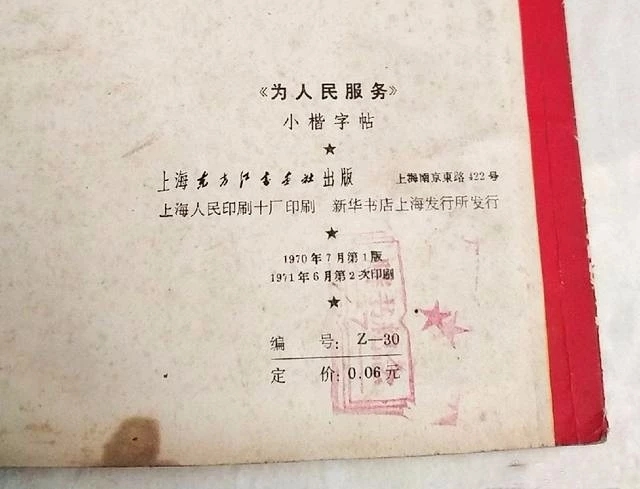 《为人民服务》
小楷字帖
★
上海东方红书画社出版 上海南京東路422号
上海人民印刷十厂印刷 新华书店上海发行所发行
★
1970年7月第1版
1971年6月第2次印刷
★
编 号: Z—30
定 价: 0.06元